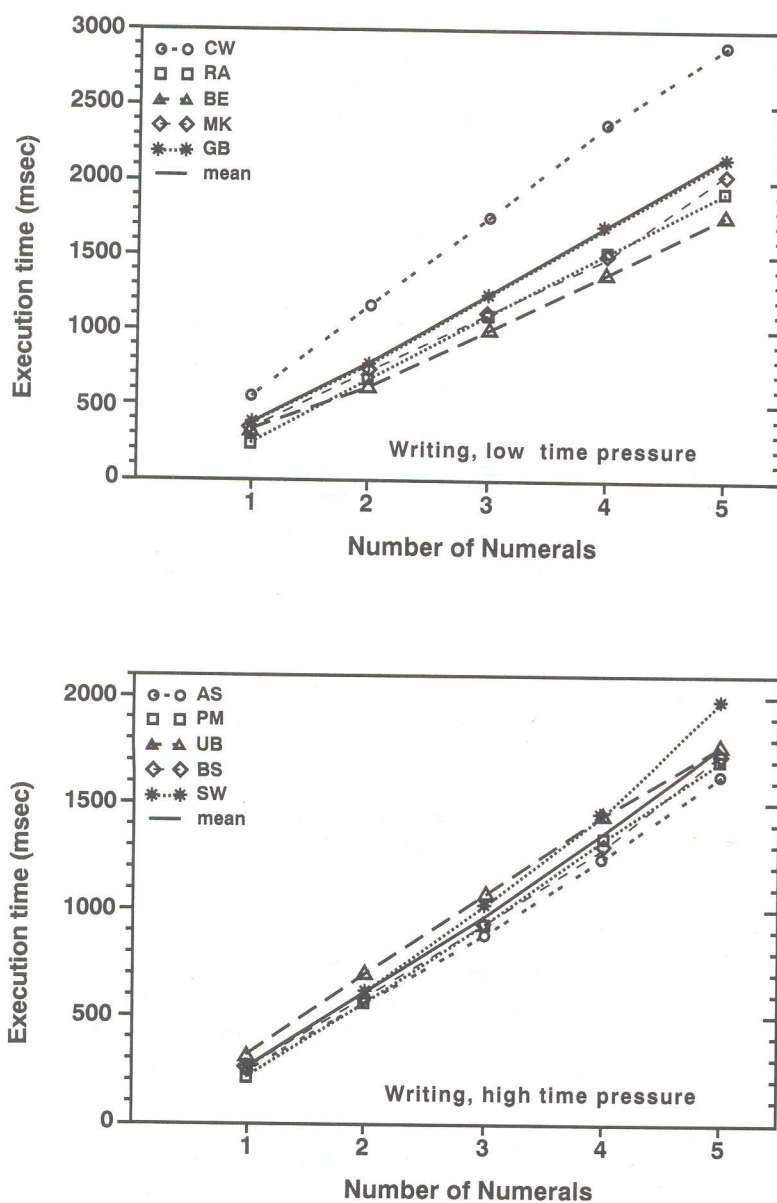 3000
2500
2000
1500
1000
500
0
Execution time (msec)
CW
RA
BE
MK
GB
mean
Writing, low time pressure
1 2 3 4 5
Number of Numerals
2000
1500
1000
500
0
Execution time (msec)
AS
PM
UB
BS
SW
mean
Writing, high time pressure
1 2 3 4 5
Number of Numerals